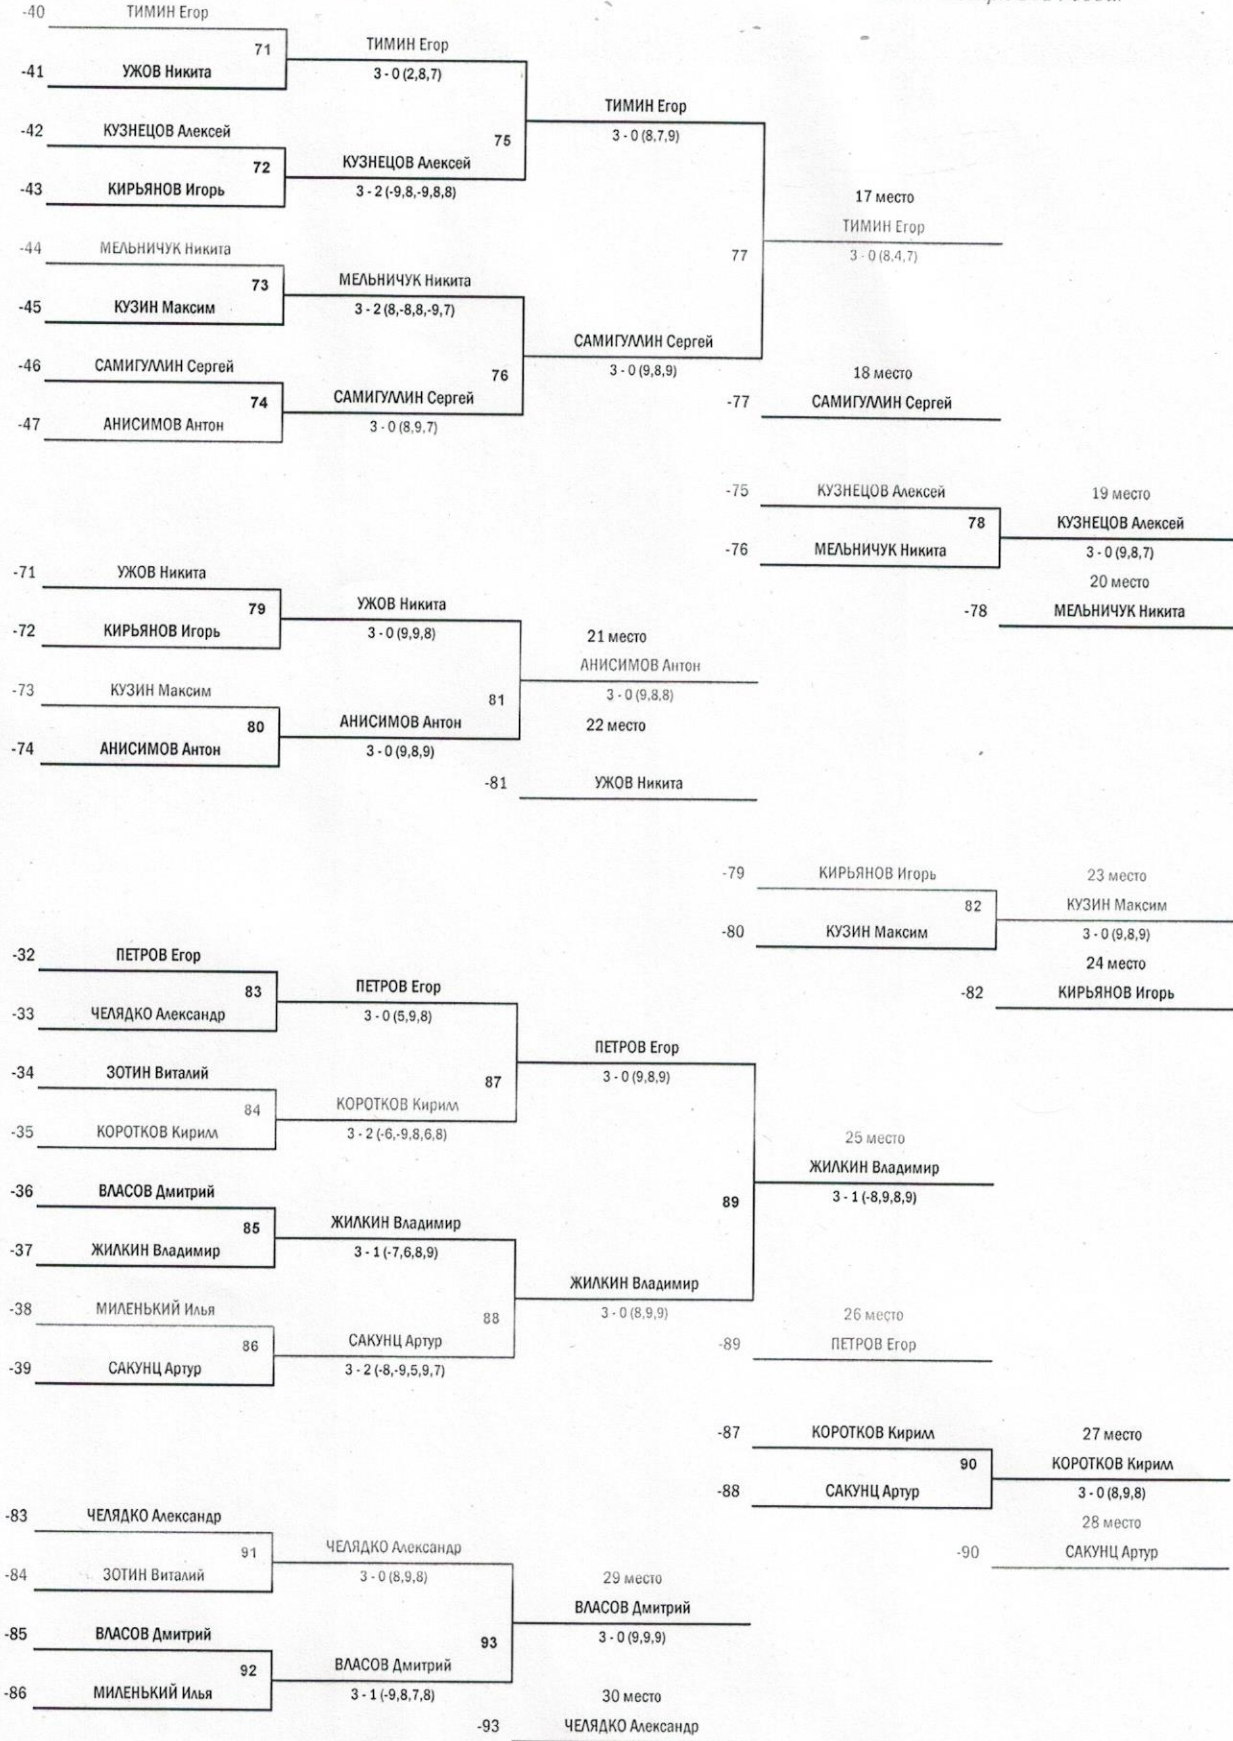 -40 ТИМИН Егор
71 ТИМИН Егор
-41 УЖОВ Никита 3 - 0 (2,8,7)
ТИМИН Егор
-42 КУЗНЕЦОВ Алексей 75 3 - 0 (8,7,9)
72 КУЗНЕЦОВ Алексей
-43 КИРЬЯНОВ Игорь 3 - 2 (-9,8,-9,8,8)
17 место
ТИМИН Егор
-44 МЕЛЬНИЧУК Никита 77 3 - 0 (8,4,7)
73 МЕЛЬНИЧУК Никита
-45 КУЗИН Максим 3 - 2 (8,-8,8,-9,7)
САМИГУЛЛИН Сергей
-46 САМИГУЛЛИН Сергей 76 3 - 0 (9,8,9)
18 место
74 САМИГУЛЛИН Сергей -77 САМИГУЛЛИН Сергей
-47 АНИСИМОВ Антон 3 - 0 (8,9,7)
-75 КУЗНЕЦОВ Алексей 19 место
78 КУЗНЕЦОВ Алексей
-76 МЕЛЬНИЧУК Никита 3 - 0 (9,8,7)
-71 УЖОВ Никита 20 место
79 УЖОВ Никита -78 МЕЛЬНИЧУК Никита
-72 КИРЬЯНОВ Игорь 3 - 0 (9,9,8) 21 место
АНИСИМОВ Антон
-73 КУЗИН Максим 81 3 - 0 (9,8,8)
80 АНИСИМОВ Антон 22 место
-74 АНИСИМОВ Антон 3 - 0 (9,8,9)
-81 УЖОВ Никита
-79 КИРЬЯНОВ Игорь 23 место
82 КУЗИН Максим
-80 КУЗИН Максим 3 - 0 (9,8,9)
-32 ПЕТРОВ Егор 24 место
83 ПЕТРОВ Егор -82 КИРЬЯНОВ Игорь
-33 ЧЕЛЯДКО Александр 3 - 0 (5,9,8)
ПЕТРОВ Егор
-34 ЗОТИН Виталий 87 3 - 0 (9,8,9)
84 КОРОТКОВ Кирилл
-35 КОРОТКОВ Кирилл 3 - 2 (-6,-9,8,6,8) 25 место
ЖИЛКИН Владимир
-36 ВЛАСОВ Дмитрий 89 3 - 1 (-8,9,8,9)
85 ЖИЛКИН Владимир
-37 ЖИЛКИН Владимир 3 - 1 (-7,6,8,9)
ЖИЛКИН Владимир
-38 МИЛЕНЬКИЙ Илья 88 3 - 0 (8,9,9) 26 место
86 САКУНЦ Артур -89 ПЕТРОВ Егор
-39 САКУНЦ Артур 3 - 2 (-8,-9,5,9,7)
-87 КОРОТКОВ Кирилл 27 место
90 КОРОТКОВ Кирилл
-88 САКУНЦ Артур 3 - 0 (8,9,8)
-83 ЧЕЛЯДКО Александр 28 место
91 ЧЕЛЯДКО Александр -90 САКУНЦ Артур
-84 ЗОТИН Виталий 3 - 0 (8,9,8) 29 место
ВЛАСОВ Дмитрий
-85 ВЛАСОВ Дмитрий 93 3 - 0 (9,9,9)
92 ВЛАСОВ Дмитрий
-86 МИЛЕНЬКИЙ Илья 3 - 1 (-9,8,7,8) 30 место
-93 ЧЕЛЯДКО Александр